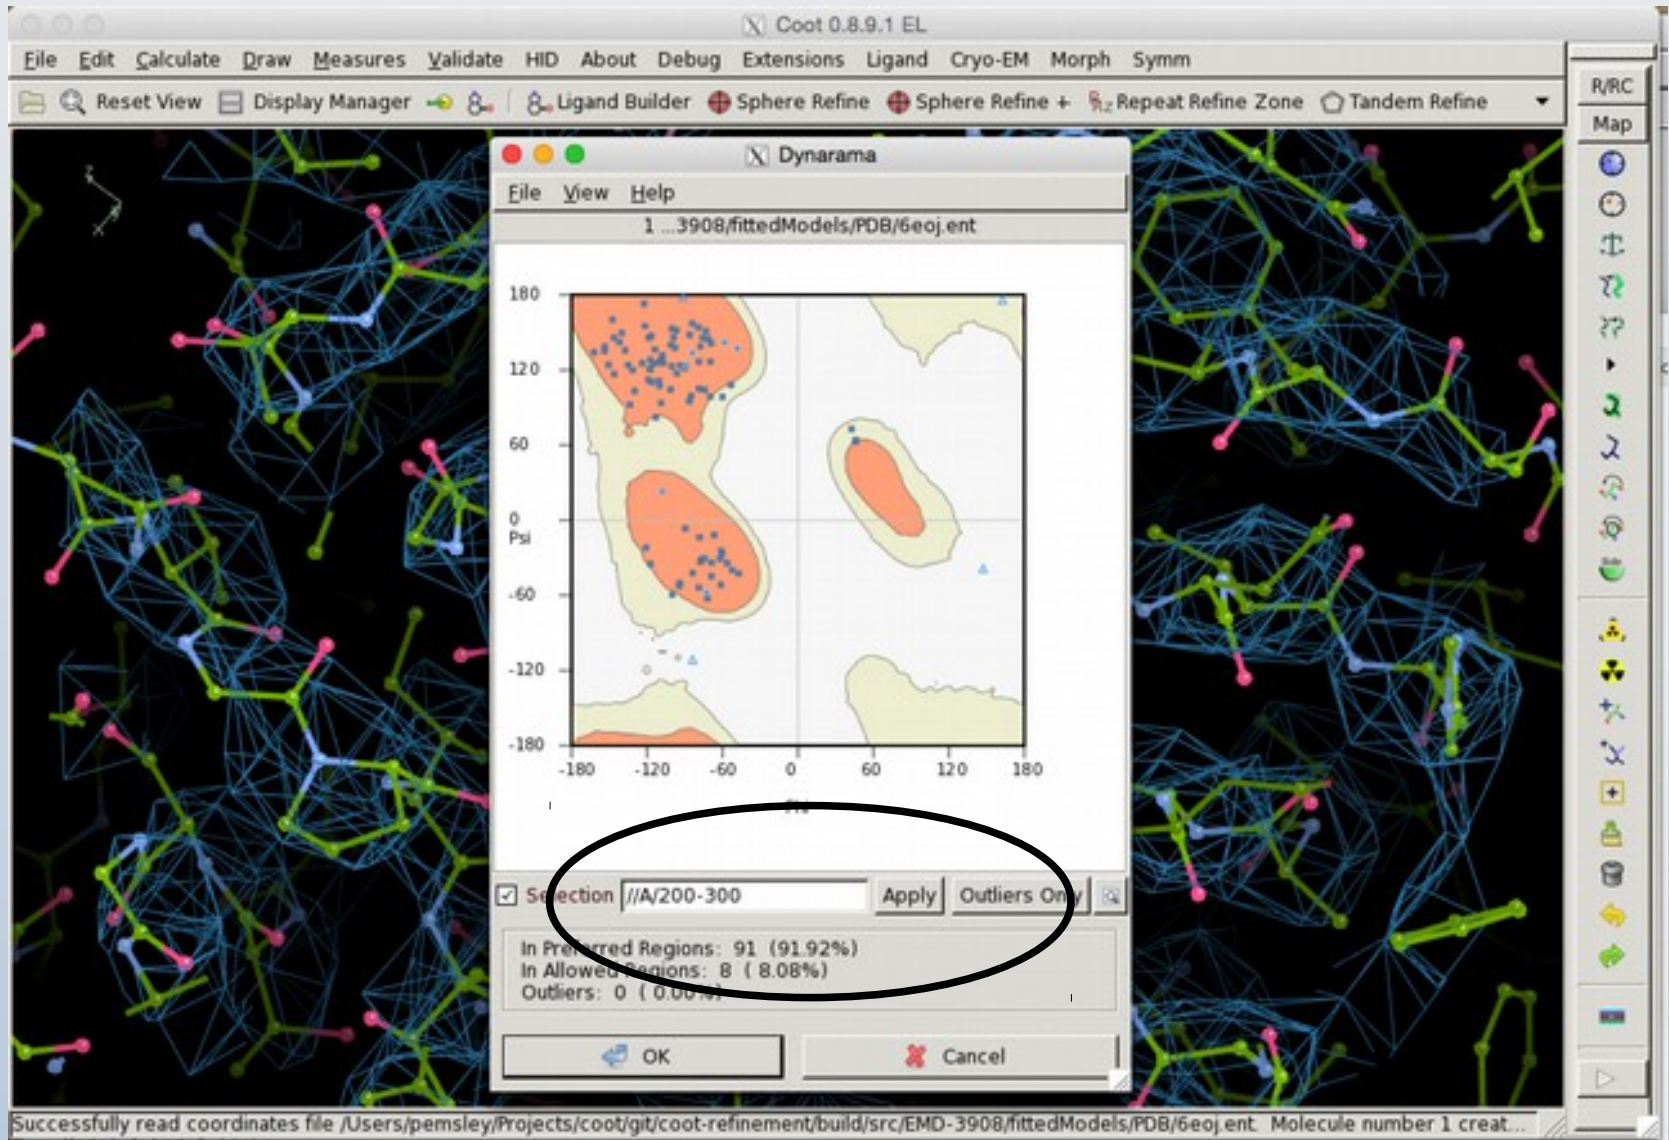 Coot 0.8.9.1 EL
File Edit Calculate Draw Measures Validate HID About Debug Extensions Ligand Cryo-EM Morph Symm
Reset View Display Manager Ligand Builder Sphere Refine Sphere Refine + Repeat Refine Zone Tandem Refine
R/RC
Map
Dynarama
File View Help
1 ...3908/fittedModels/PDB/6eoj.ent
180
120
60
0
Psi
-60
-120
-180
-180 -120 -60 0 60 120 180
Selection //A/200-300 Apply Outliers Only
In Preferred Regions: 91 (91.92%)
In Allowed Regions: 8 ( 8.08%)
Outliers: 0 ( 0.00%)
OK Cancel
Successfully read coordinates file /Users/pemsley/Projects/coot/git/coot-refinement/build/src/EMD-3908/fittedModels/PDB/6eoj.ent. Molecule number 1 creat...